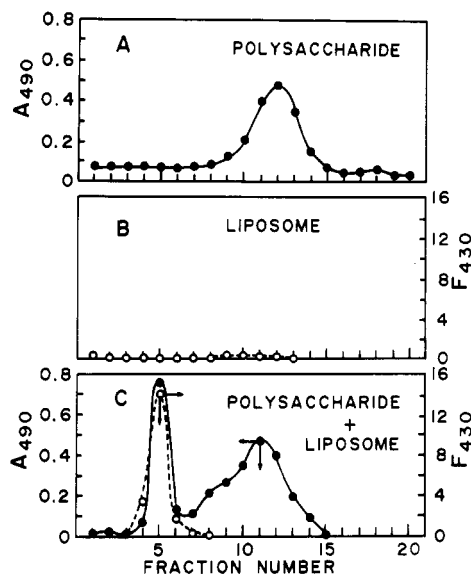 A
POLYSACCHARIDE
A490
0.8
0.6
0.4
0.2
0
B
LIPOSOME
16
12
8
4
0
F430
C
POLYSACCHARIDE
+
LIPOSOME
A490
0.8
0.6
0.4
0.2
0
16
12
8
4
0
F430
5
10
15
20
FRACTION NUMBER